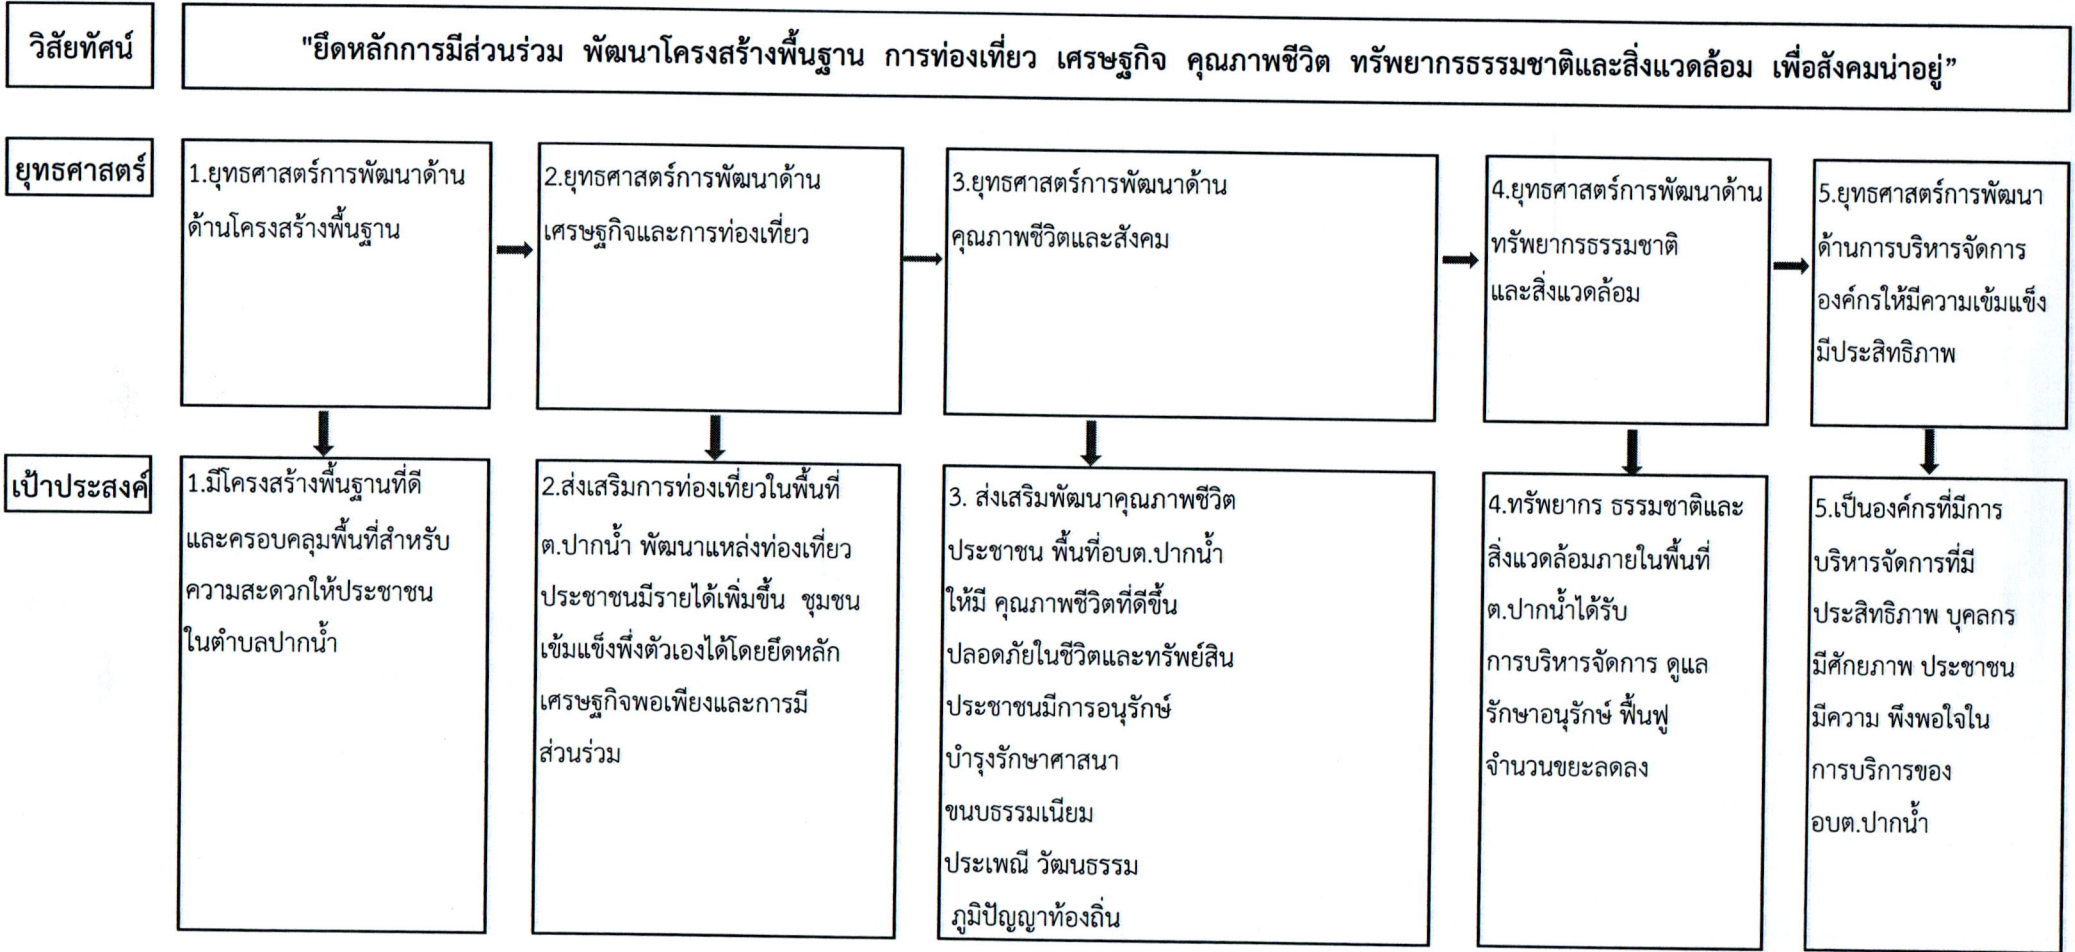 วิสัยทัศน์
"ยึดหลักการมีส่วนร่วม พัฒนาโครงสร้างพื้นฐาน การท่องเที่ยว เศรษฐกิจ คุณภาพชีวิต ทรัพยากรธรรมชาติและสิ่งแวดล้อม เพื่อสังคมน่าอยู่”
ยุทธศาสตร์
1.ยุทธศาสตร์การพัฒนาด้าน
ด้านโครงสร้างพื้นฐาน
2.ยุทธศาสตร์การพัฒนาด้าน
เศรษฐกิจและการท่องเที่ยว
3.ยุทธศาสตร์การพัฒนาด้าน
คุณภาพชีวิตและสังคม
4.ยุทธศาสตร์การพัฒนาด้าน
ทรัพยากรธรรมชาติ
และสิ่งแวดล้อม
5.ยุทธศาสตร์การพัฒนา
ด้านการบริหารจัดการ
องค์กรให้มีความเข้มแข็ง
มีประสิทธิภาพ
เป้าประสงค์
1.มีโครงสร้างพื้นฐานที่ดี
และครอบคลุมพื้นที่สำหรับ
ความสะดวกให้ประชาชน
ในตำบลปากน้ำ
2.ส่งเสริมการท่องเที่ยวในพื้นที่
ต.ปากน้ำ พัฒนาแหล่งท่องเที่ยว
ประชาชนมีรายได้เพิ่มขึ้น ชุมชน
เข้มแข็งพึ่งตัวเองได้โดยยึดหลัก
เศรษฐกิจพอเพียงและการมี
ส่วนร่วม
3. ส่งเสริมพัฒนาคุณภาพชีวิต
ประชาชน พื้นที่อบต.ปากน้ำ
ให้มี คุณภาพชีวิตที่ดีขึ้น
ปลอดภัยในชีวิตและทรัพย์สิน
ประชาชนมีการอนุรักษ์
บำรุงรักษาศาสนา
ขนบธรรมเนียม
ประเพณี วัฒนธรรม
ภูมิปัญญาท้องถิ่น
4.ทรัพยากร ธรรมชาติและ
สิ่งแวดล้อมภายในพื้นที่
ต.ปากน้ำได้รับ
การบริหารจัดการ ดูแล
รักษาอนุรักษ์ ฟื้นฟู
จำนวนขยะลดลง
5.เป็นองค์กรที่มีการ
บริหารจัดการที่มี
ประสิทธิภาพ บุคลกร
มีศักยภาพ ประชาชน
มีความ พึงพอใจใน
การบริการของ
อบต.ปากน้ำ